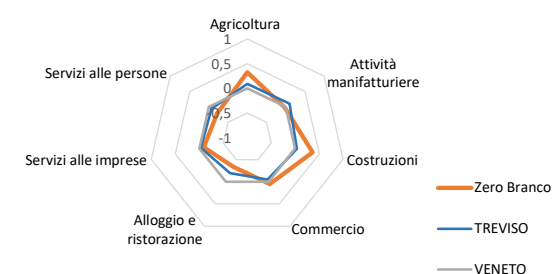 Agricoltura
1
0,5
0
-0,5
-1
Attività
manifatturiere
Costruzioni
Commercio
Alloggio e
ristorazione
Servizi alle imprese
Servizi alle persone
Zero Branco
TREVISO
VENETO